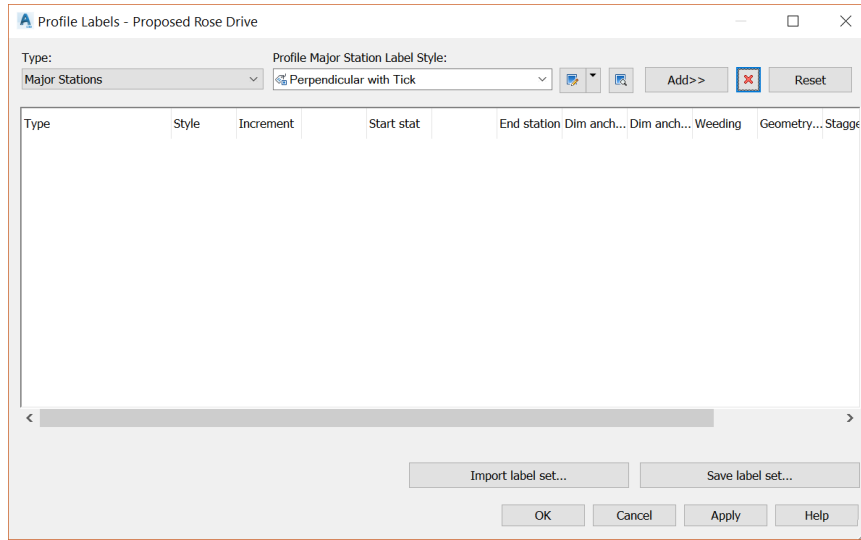 Profile Labels - Proposed Rose Drive
Type: Profile Major Station Label Style:
Major Stations Perpendicular with Tick Add>> Reset
Type Style Increment Start stat End station Dim anch... Dim anch... Weeding Geometry... Stagge
Import label set... Save label set...
OK Cancel Apply Help